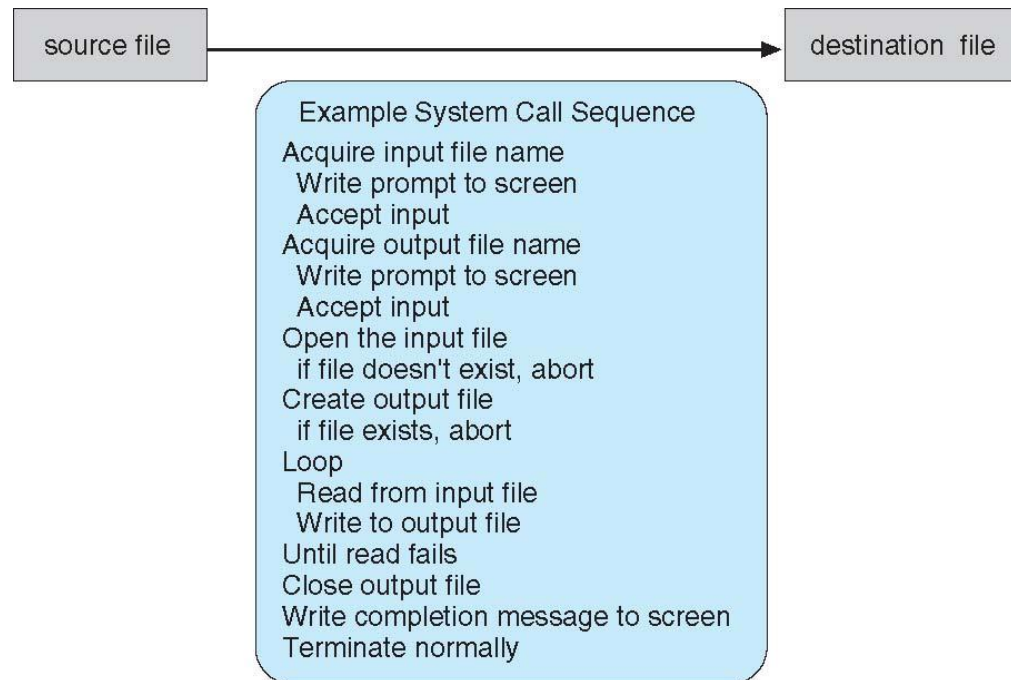 source file
destination file
Example System Call Sequence
Acquire input file name
Write prompt to screen
Accept input
Acquire output file name
Write prompt to screen
Accept input
Open the input file
if file doesn't exist, abort
Create output file
if file exists, abort
Loop
Read from input file
Write to output file
Until read fails
Close output file
Write completion message to screen
Terminate normally